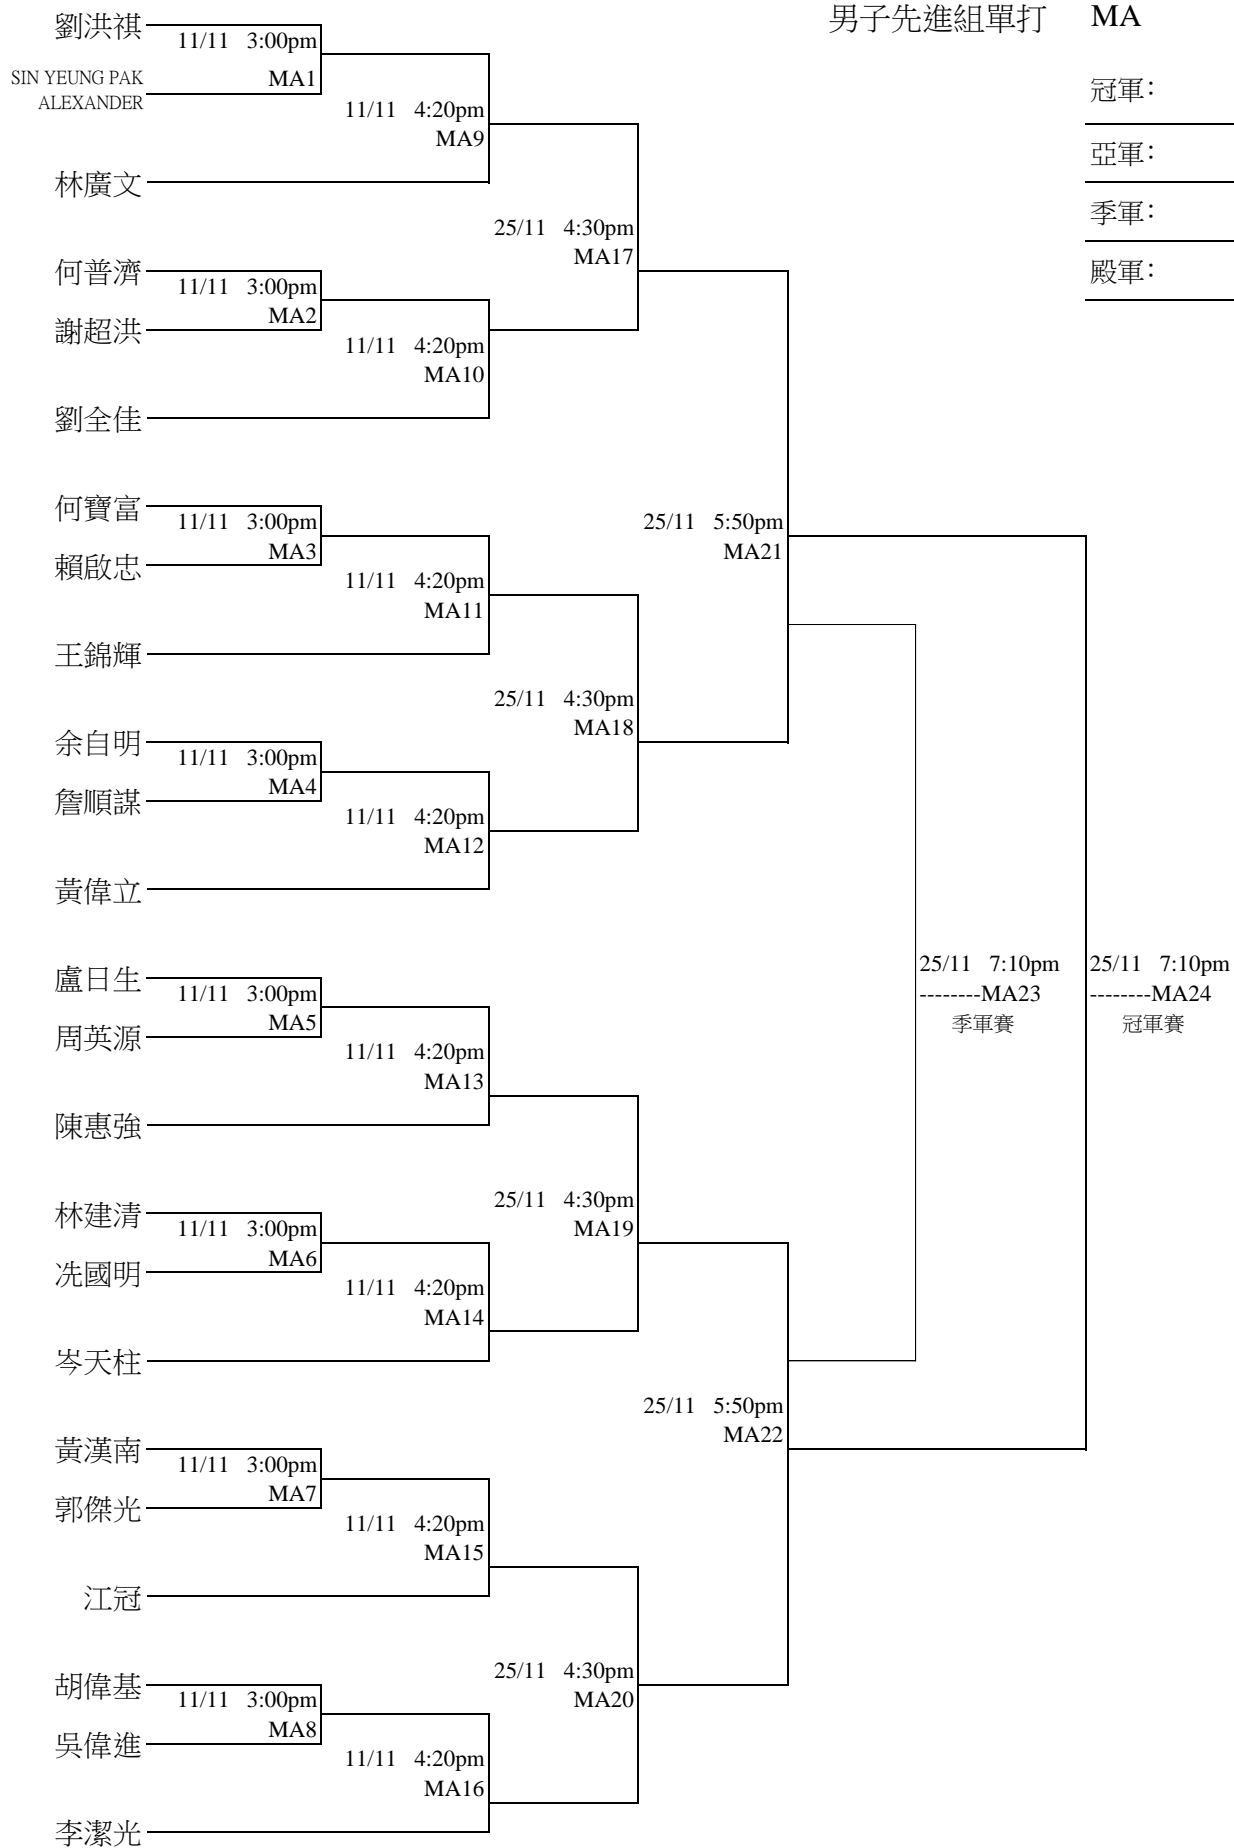 男子先進組單打 MA
劉洪祺
11/11 3:00pm
SIN YEUNG PAK
ALEXANDER
MA1
冠軍：
11/11 4:20pm
MA9
亞軍：
林廣文
季軍：
25/11 4:30pm
MA17
何普濟
殿軍：
11/11 3:00pm
MA2
謝超洪
11/11 4:20pm
MA10
劉全佳
何寶富
11/11 3:00pm
MA3
25/11 5:50pm
MA21
賴啟忠
11/11 4:20pm
MA11
王錦輝
25/11 4:30pm
MA18
余自明
11/11 3:00pm
MA4
詹順謀
11/11 4:20pm
MA12
黃偉立
盧日生
25/11 7:10pm
25/11 7:10pm
11/11 3:00pm
--------MA23
--------MA24
MA5
季軍賽
冠軍賽
周英源
11/11 4:20pm
MA13
陳惠強
25/11 4:30pm
MA19
林建清
11/11 3:00pm
MA6
冼國明
11/11 4:20pm
MA14
岑天柱
25/11 5:50pm
MA22
黃漢南
11/11 3:00pm
MA7
郭傑光
11/11 4:20pm
MA15
江冠
25/11 4:30pm
MA20
胡偉基
11/11 3:00pm
MA8
吳偉進
11/11 4:20pm
MA16
李潔光